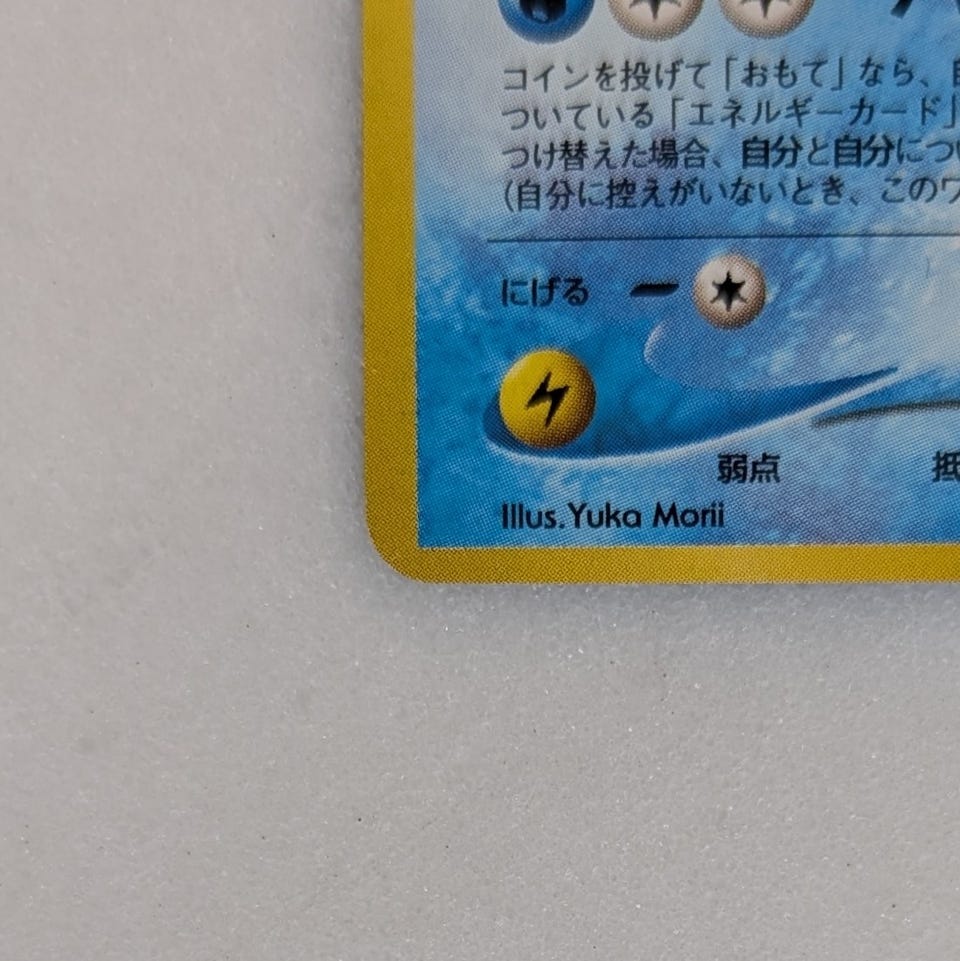 コインを投げて「おもて」なら、自
ついている「エネルギーカード」
つけ替えた場合、自分と自分につい
(自分に控えがいないとき、このワ
にげる
弱点
抵
Illus.Yuka Morii